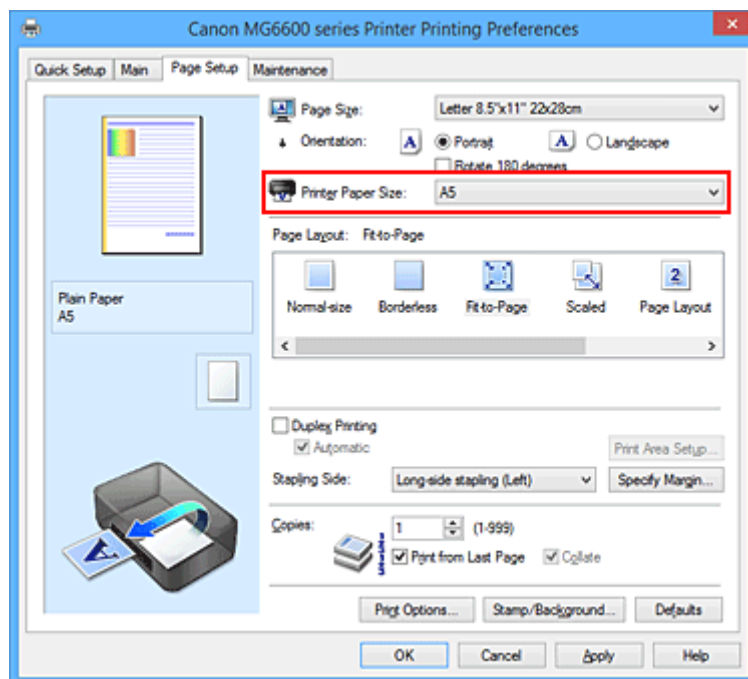 Canon MG6600 series Printer Printing Preferences
Quick Setup Main Page Setup Maintenance
Page Size: Letter 8.5"x11" 22x28cm
Orientation: A Portrait A Landscape
Rotate 180 degrees
Printer Paper Size: A5
Page Layout: Fit-to-Page
2
Normal-size Borderless Fit-to-Page Scaled Page Layout
Plain Paper
A5
Duplex Printing
Automatic Print Area Setup...
Stapling Side: Long-side stapling (Left) Specify Margin...
Copies: 1 (1-999)
Print from Last Page Collate
A
Print Options... Stamp/Background... Defaults
OK Cancel Apply Help